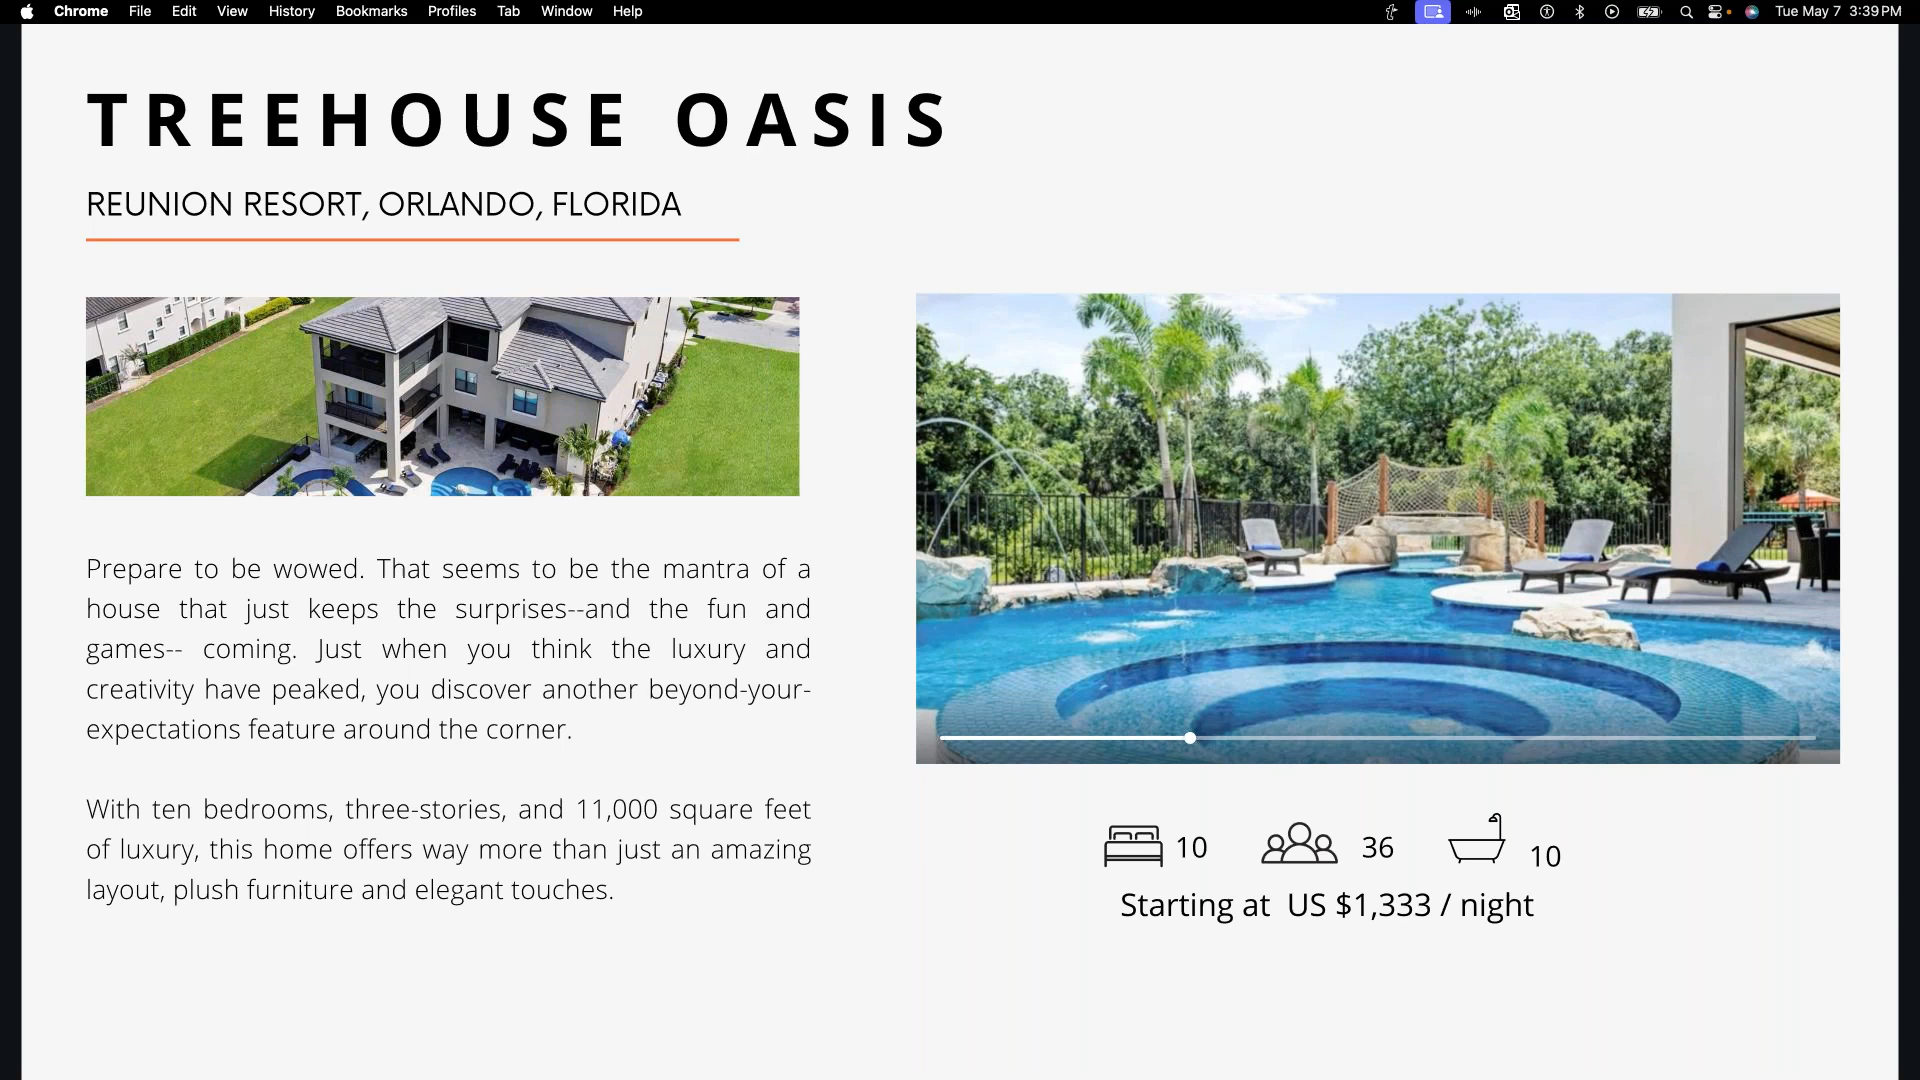 Chrome File Edit View History Bookmarks Profiles Tab Window Help Tue May 7 3:39 PM
TREEHOUSE OASIS
REUNION RESORT, ORLANDO, FLORIDA
Prepare to be wowed. That seems to be the mantra of a
house that just keeps the surprises--and the fun and
games-- coming. Just when you think the luxury and
creativity have peaked, you discover another beyond-your-
expectations feature around the corner.
With ten bedrooms, three-stories, and 11,000 square feet
of luxury, this home offers way more than just an amazing
layout, plush furniture and elegant touches.
10 36 10
Starting at US $1,333 / night